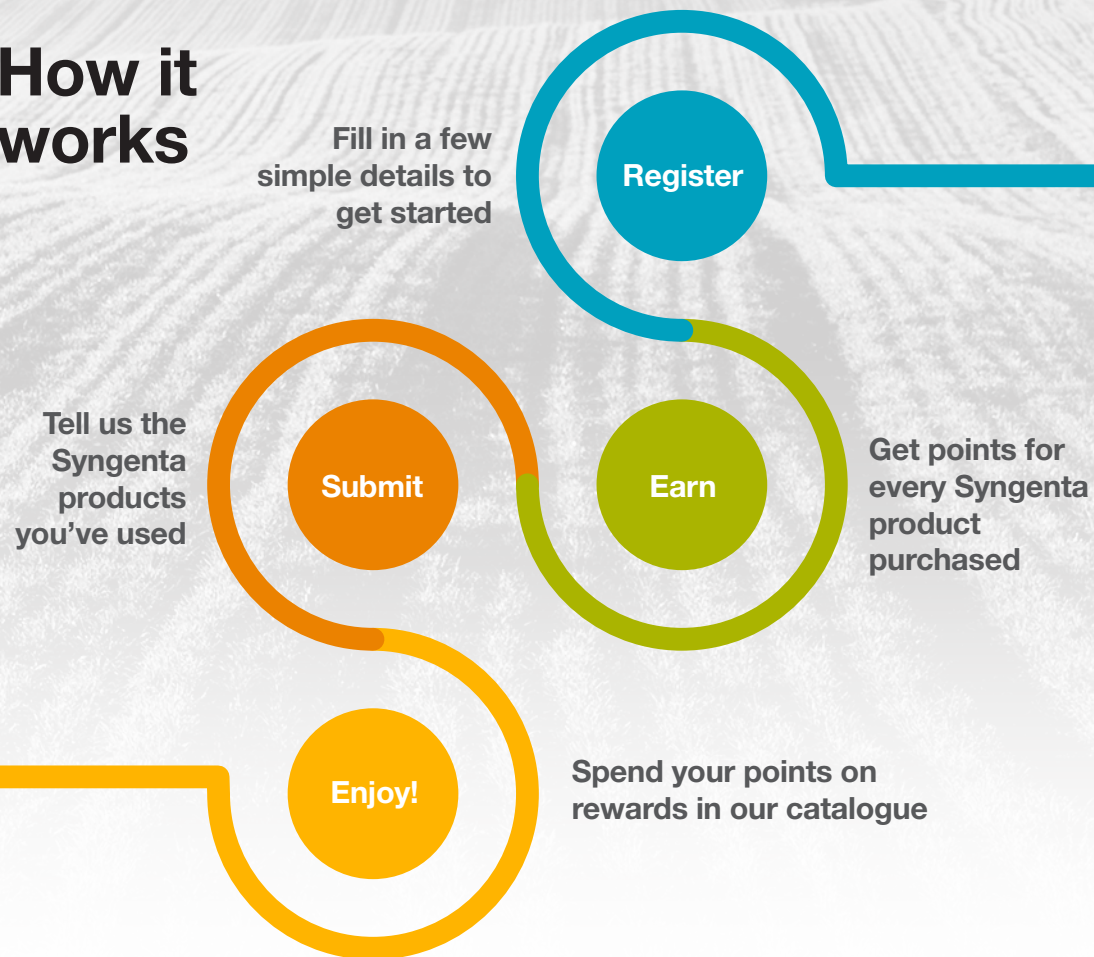 How it
works
Fill in a few
simple details to
get started
Register
Get points for
every Syngenta
product
purchased
Earn
Submit
Tell us the
Syngenta
products
you've used
Enjoy!
Spend your points on
rewards in our catalogue